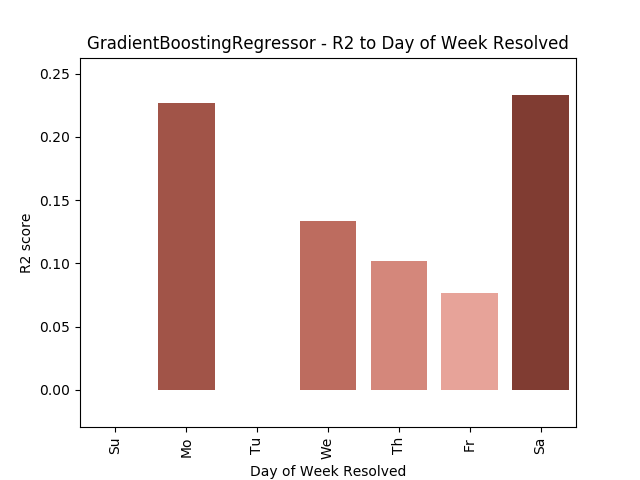 GradientBoostingRegressor - R2 to Day of Week Resolved
0.25
0.20
0.15
0.10
0.05
0.00
R2 score
Su
Mo
Tu
We
Th
Fr
Sa
Day of Week Resolved